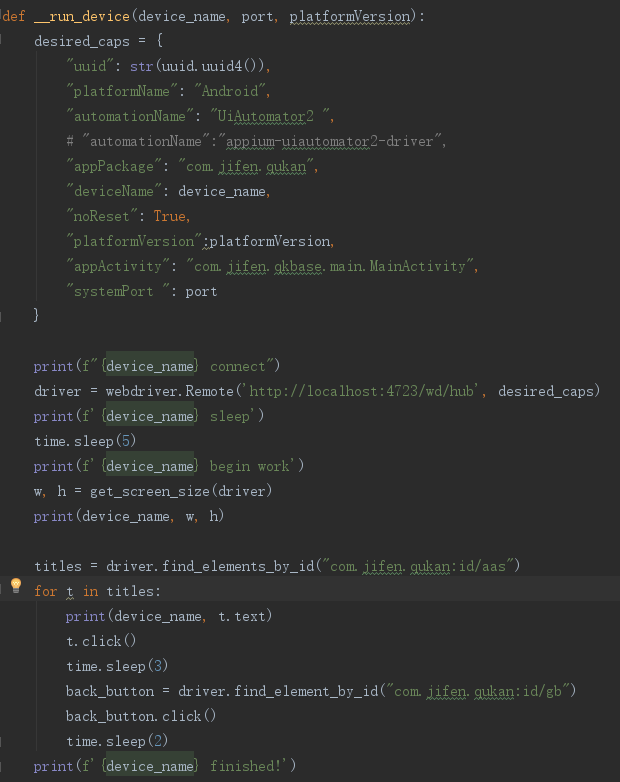 def __run_device(device_name, port, platformVersion):
    desired_caps = {
        "uuid": str(uuid.uuid4()),
        "platformName": "Android",
        "automationName": "UiAutomator2 ",
        # "automationName":"appium-uiautomator2-driver",
        "appPackage": "com.jifen.qukan",
        "deviceName": device_name,
        "noReset": True,
        "platformVersion":platformVersion,
        "appActivity": "com.jifen.qkbase.main.MainActivity",
        "systemPort ": port
    }

    print(f"{device_name} connect")
    driver = webdriver.Remote('http://localhost:4723/wd/hub', desired_caps)
    print(f'{device_name} sleep')
    time.sleep(5)
    print(f'{device_name} begin work')
    w, h = get_screen_size(driver)
    print(device_name, w, h)

    titles = driver.find_elements_by_id("com.jifen.qukan:id/aas")
    for t in titles:
        print(device_name, t.text)
        t.click()
        time.sleep(3)
        back_button = driver.find_element_by_id("com.jifen.qukan:id/gb")
        back_button.click()
        time.sleep(2)
    print(f'{device_name} finished!')